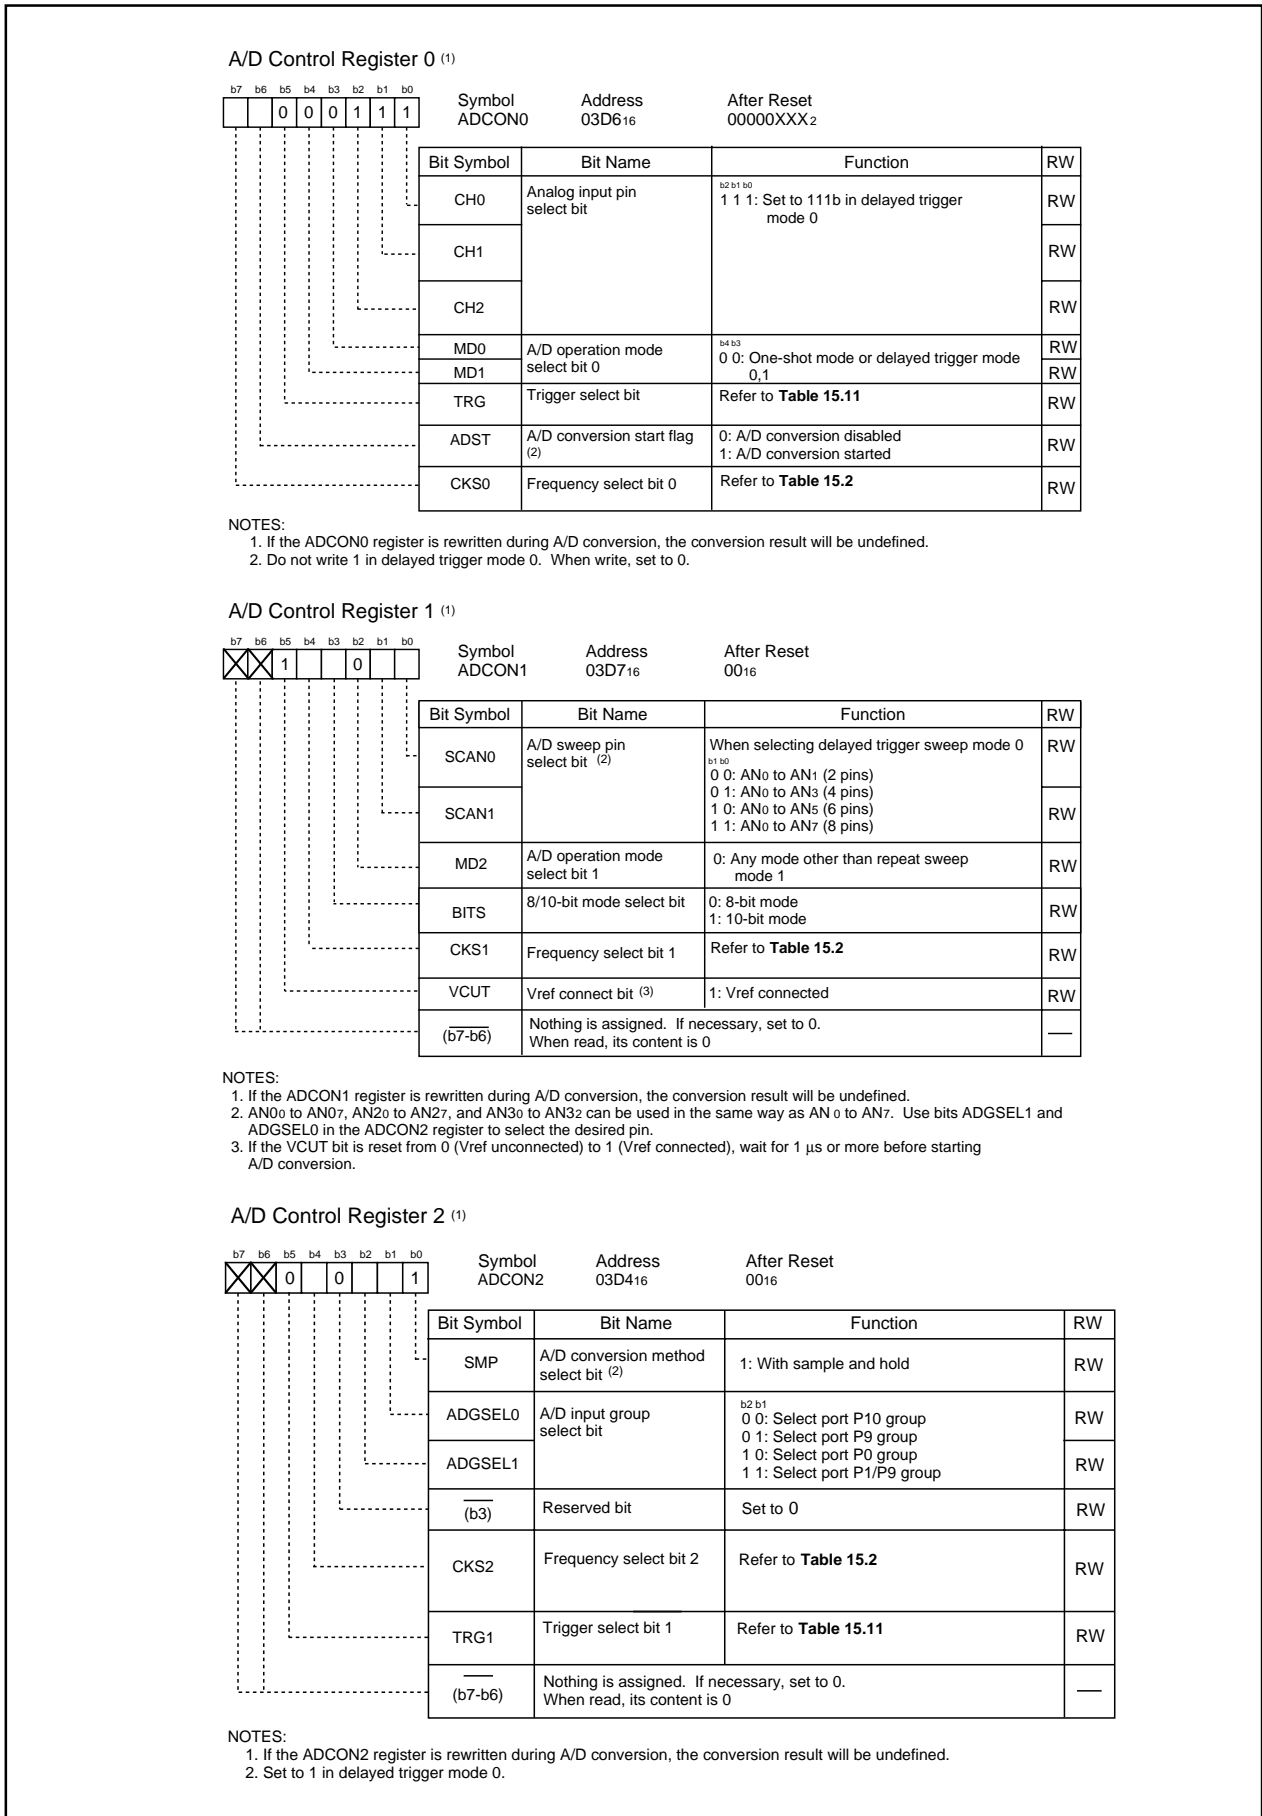 A/D Control Register 0 (1)
b7 b6 b5 b4 b3 b2 b1 b0
0 0 0 1 1 1
Symbol Address After Reset
ADCON0 03D616 00000XXX2
Bit Symbol Bit Name Function RW
CH0 Analog input pin select bit b2 b1 b0 RW
1 1 1: Set to 111b in delayed trigger
mode 0
CH1 RW
CH2 RW
MD0 A/D operation mode b4 b3 RW
select bit 0 0 0: One-shot mode or delayed trigger mode
MD1 0,1 RW
TRG Trigger select bit Refer to Table 15.11 RW
ADST A/D conversion start flag 0: A/D conversion disabled RW
(2) 1: A/D conversion started
CKS0 Frequency select bit 0 Refer to Table 15.2 RW
NOTES:
1. If the ADCON0 register is rewritten during A/D conversion, the conversion result will be undefined.
2. Do not write 1 in delayed trigger mode 0. When write, set to 0.
A/D Control Register 1 (1)
b7 b6 b5 b4 b3 b2 b1 b0
1 0
Symbol Address After Reset
ADCON1 03D716 0016
Bit Symbol Bit Name Function RW
SCAN0 A/D sweep pin When selecting delayed trigger sweep mode 0 RW
select bit (2) b1 b0
0 0: AN0 to AN1 (2 pins)
0 1: AN0 to AN3 (4 pins)
SCAN1 1 0: AN0 to AN5 (6 pins) RW
1 1: AN0 to AN7 (8 pins)
MD2 A/D operation mode 0: Any mode other than repeat sweep RW
select bit 1 mode 1
BITS 8/10-bit mode select bit 0: 8-bit mode RW
1: 10-bit mode
CKS1 Frequency select bit 1 Refer to Table 15.2 RW
VCUT Vref connect bit (3) 1: Vref connected RW
(b7-b6) Nothing is assigned. If necessary, set to 0. —
When read, its content is 0
NOTES:
1. If the ADCON1 register is rewritten during A/D conversion, the conversion result will be undefined.
2. AN00 to AN07, AN20 to AN27, and AN30 to AN32 can be used in the same way as AN 0 to AN7. Use bits ADGSEL1 and
ADGSEL0 in the ADCON2 register to select the desired pin.
3. If the VCUT bit is reset from 0 (Vref unconnected) to 1 (Vref connected), wait for 1 µs or more before starting
A/D conversion.
A/D Control Register 2 (1)
b7 b6 b5 b4 b3 b2 b1 b0
0 0 1
Symbol Address After Reset
ADCON2 03D416 0016
Bit Symbol Bit Name Function RW
SMP A/D conversion method 1: With sample and hold RW
select bit (2)
ADGSEL0 A/D input group b2 b1 RW
select bit 0 0: Select port P10 group
0 1: Select port P9 group
ADGSEL1 1 0: Select port P0 group RW
1 1: Select port P1/P9 group
(b3) Reserved bit Set to 0 RW
CKS2 Frequency select bit 2 Refer to Table 15.2 RW
TRG1 Trigger select bit 1 Refer to Table 15.11 RW
(b7-b6) Nothing is assigned. If necessary, set to 0. —
When read, its content is 0
NOTES:
1. If the ADCON2 register is rewritten during A/D conversion, the conversion result will be undefined.
2. Set to 1 in delayed trigger mode 0.